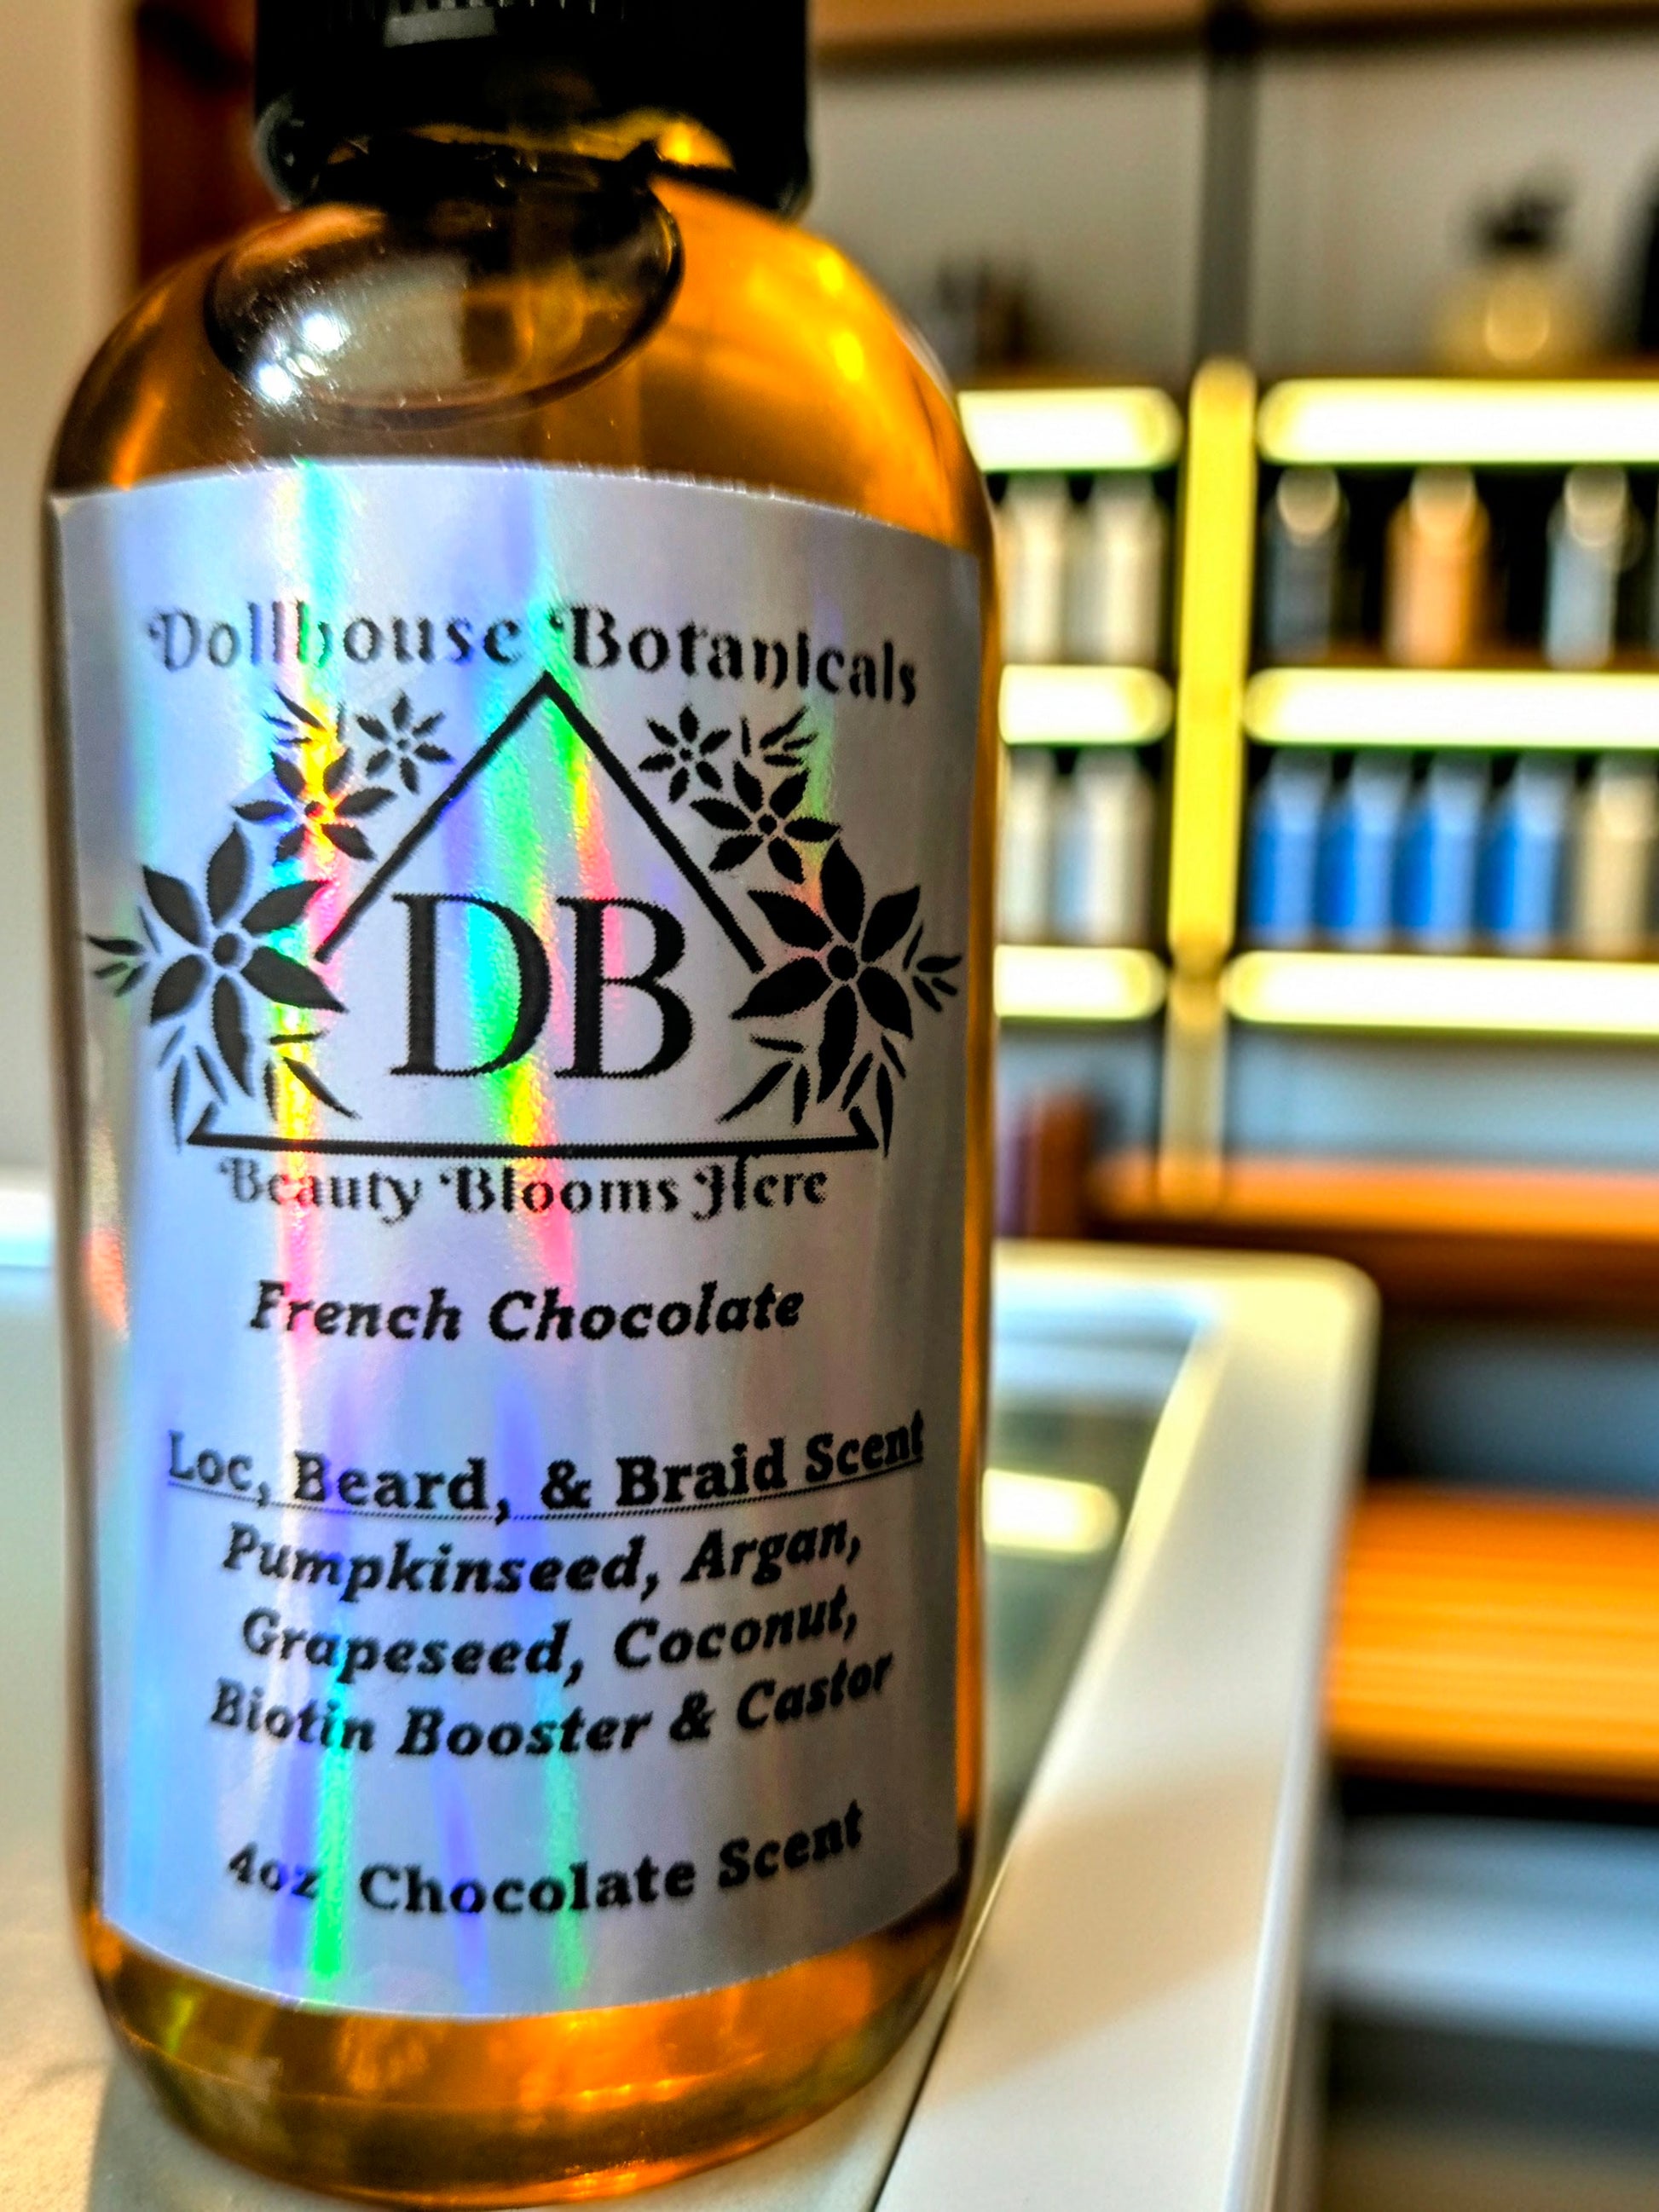 Dollhouse Botanicals
DB
Beauty Blooms Here
French Chocolate
Loc, Beard, & Braid Scent
Pumpkinseed, Argan,
Grapeseed, Coconut,
Biotin Booster & Castor
4oz Chocolate Scent